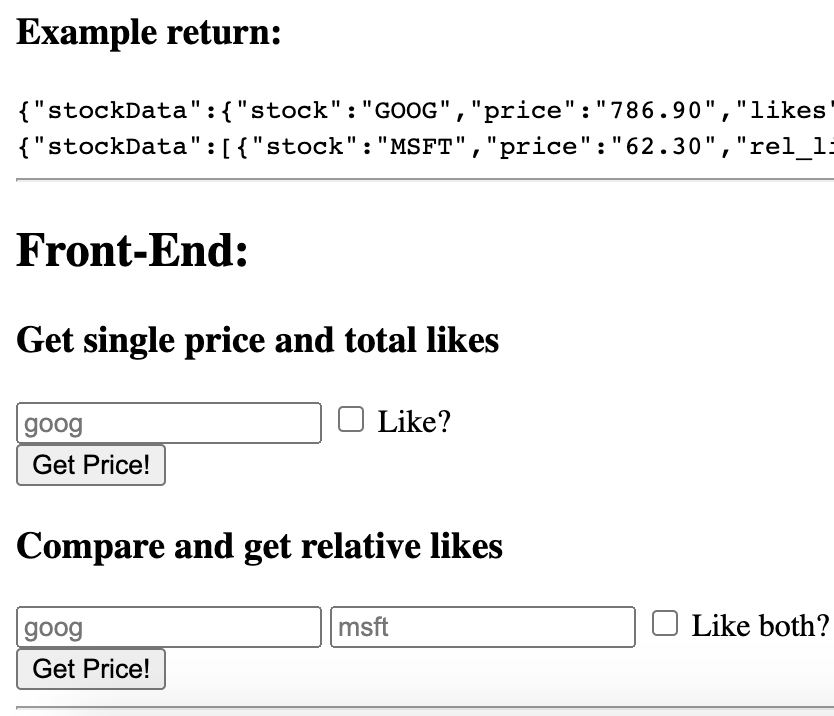 Example return:
{"stockData":{"stock":"GOOG","price":"786.90","likes"
{"stockData":[{"stock":"MSFT","price":"62.30","rel_li
Front-End:
Get single price and total likes
goog Like?
Get Price!
Compare and get relative likes
goog msft Like both?
Get Price!